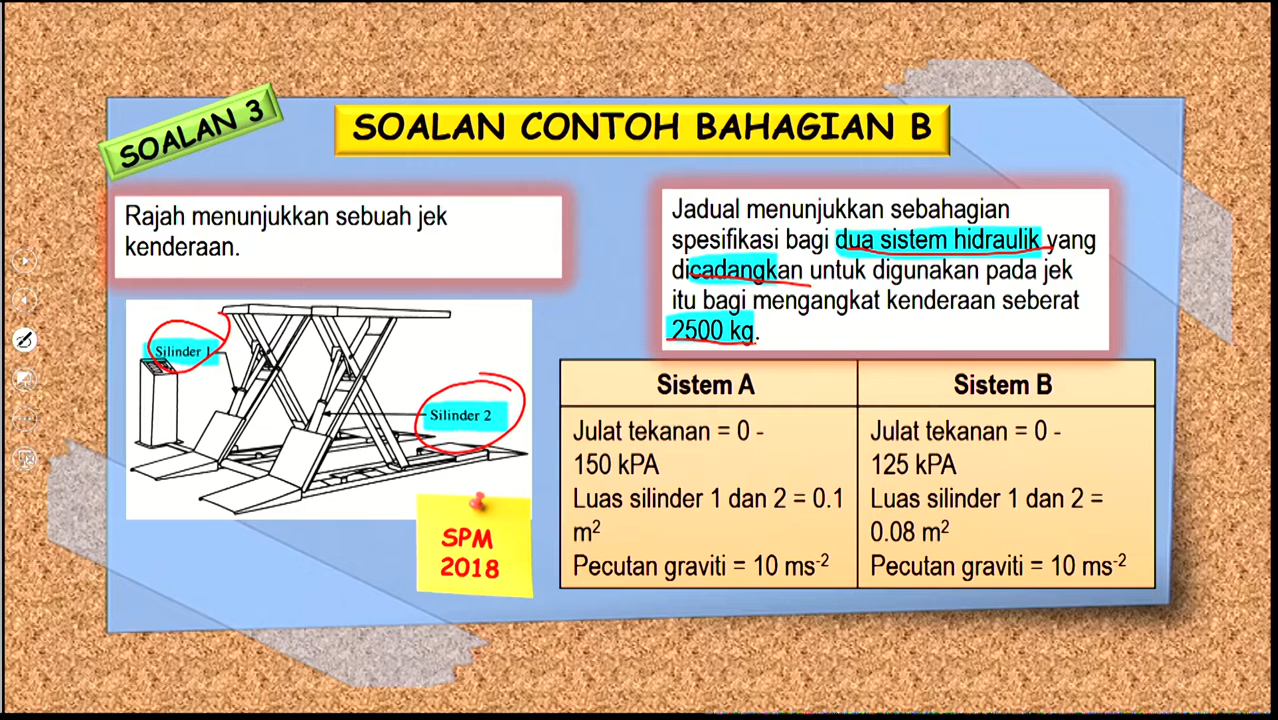 SOALAN 3
SOALAN CONTOH BAHAGIAN B
Rajah menunjukkan sebuah jek
kenderaan.
Silinder 1
Silinder 2
SPM
2018
Jadual menunjukkan sebahagian
spesifikasi bagi dua sistem hidraulik yang
dicadangkan untuk digunakan pada jek
itu bagi mengangkat kenderaan seberat
2500 kg.
Sistem A
Julat tekanan = 0 -
150 kPA
Luas silinder 1 dan 2 = 0.1
m²
Pecutan graviti = 10 ms⁻²
Sistem B
Julat tekanan = 0 -
125 kPA
Luas silinder 1 dan 2 =
0.08 m²
Pecutan graviti = 10 ms⁻²